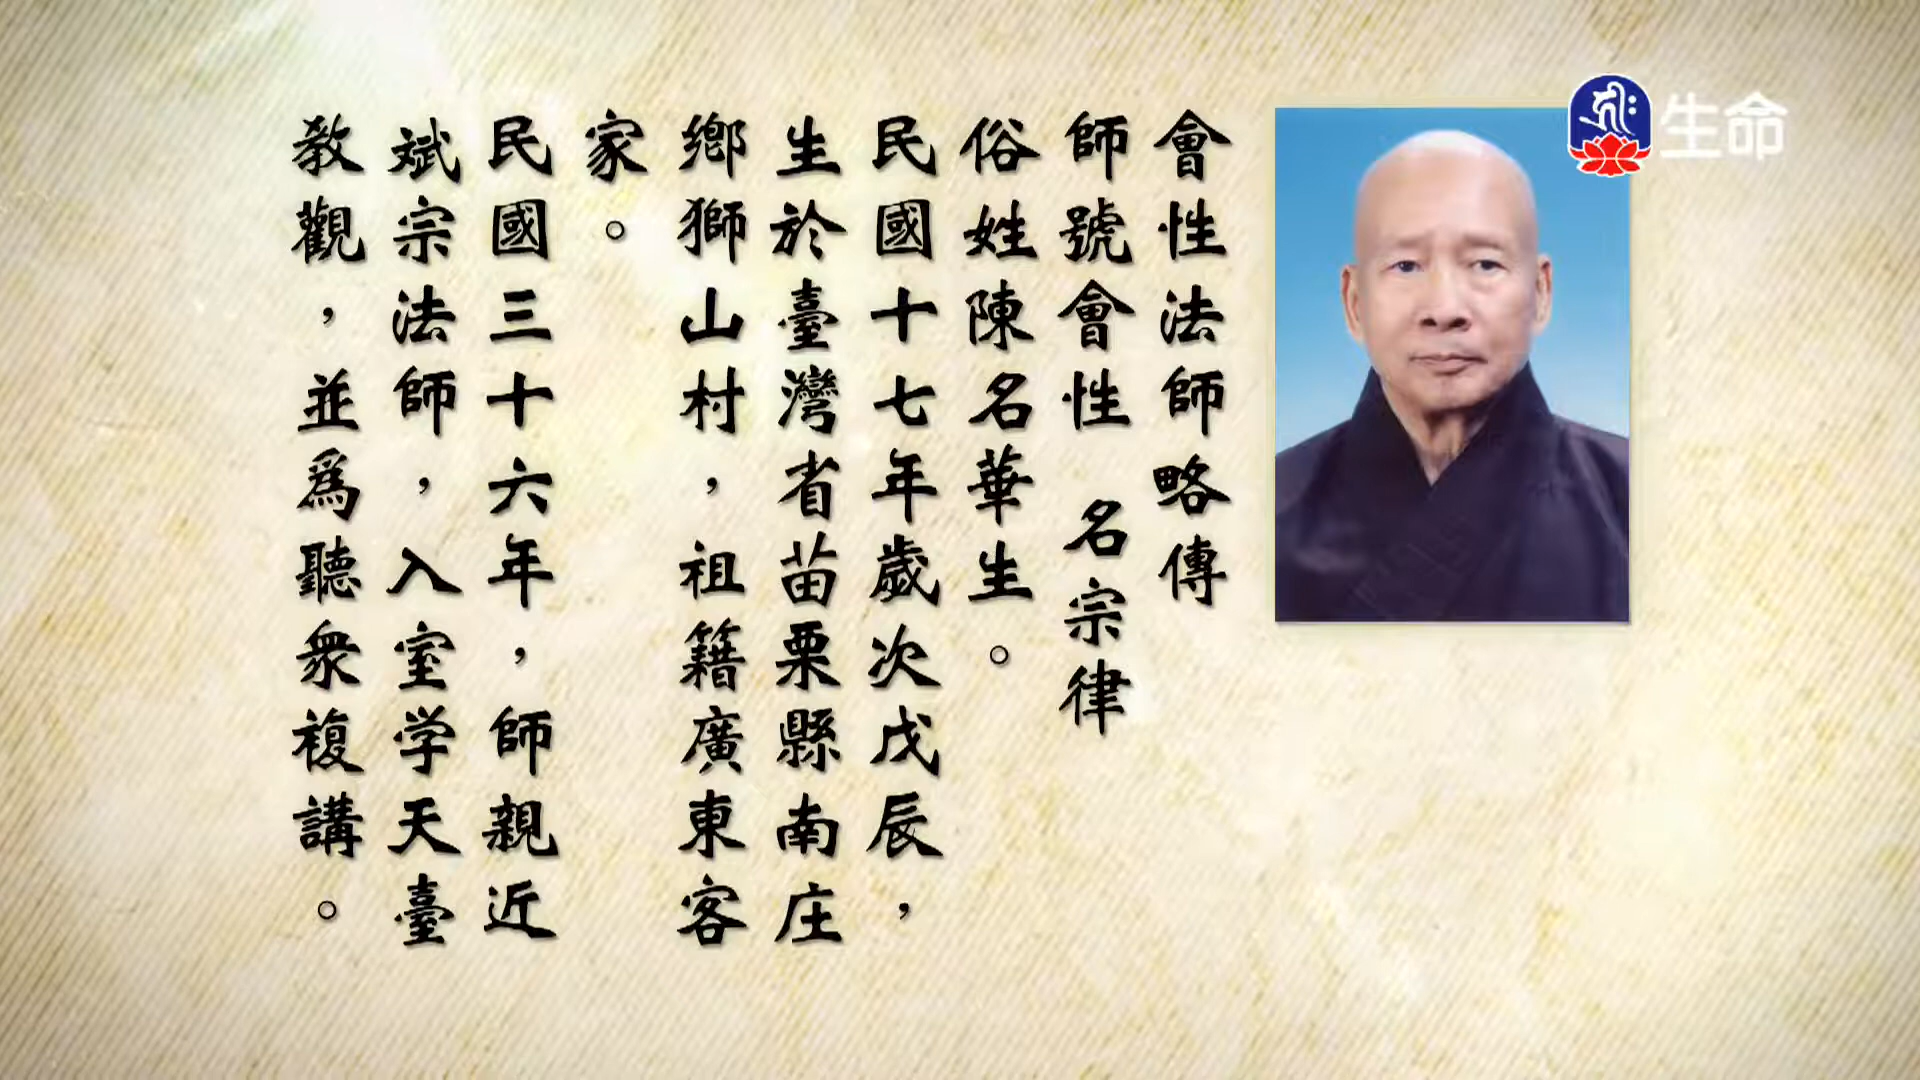 會性法師略傳
師號會性 名宗律
俗姓陳名華生。
民國十七年歲次戊辰，
生於臺灣省苗栗縣南庄
鄉獅山村，祖籍廣東客
家。
民國三十六年，師親近
斌宗法師，入室学天臺
教觀，並為聽衆複講。
生命